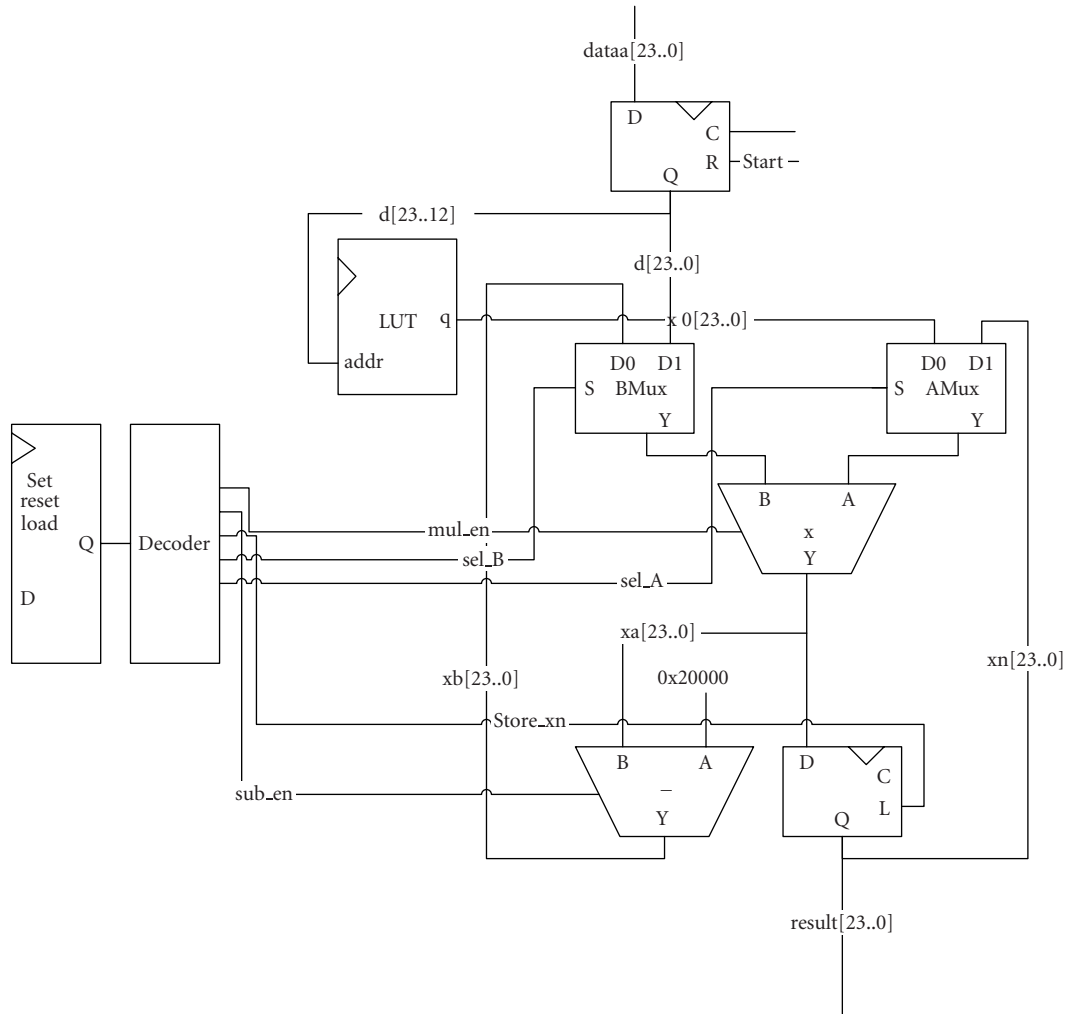 dataa[23..0]
D
C
R
Start
Q
d[23..12]
d[23..0]
LUT
q
addr
x 0[23..0]
D0 D1
S
BMux
Y
D0 D1
S
AMux
Y
Set
reset
load
Q
D
Decoder
mul_en
sel_B
sel_A
B A
x
Y
xa[23..0]
xn[23..0]
xb[23..0]
0x20000
Store_xn
sub_en
B A
−
Y
D
C
L
Q
result[23..0]